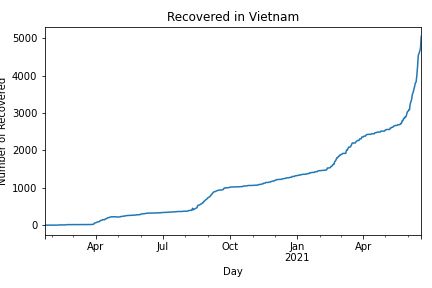 Recovered in Vietnam
Number of Recovered
5000
4000
3000
2000
1000
0
Apr
Jul
Oct
Jan
2021
Apr
Day